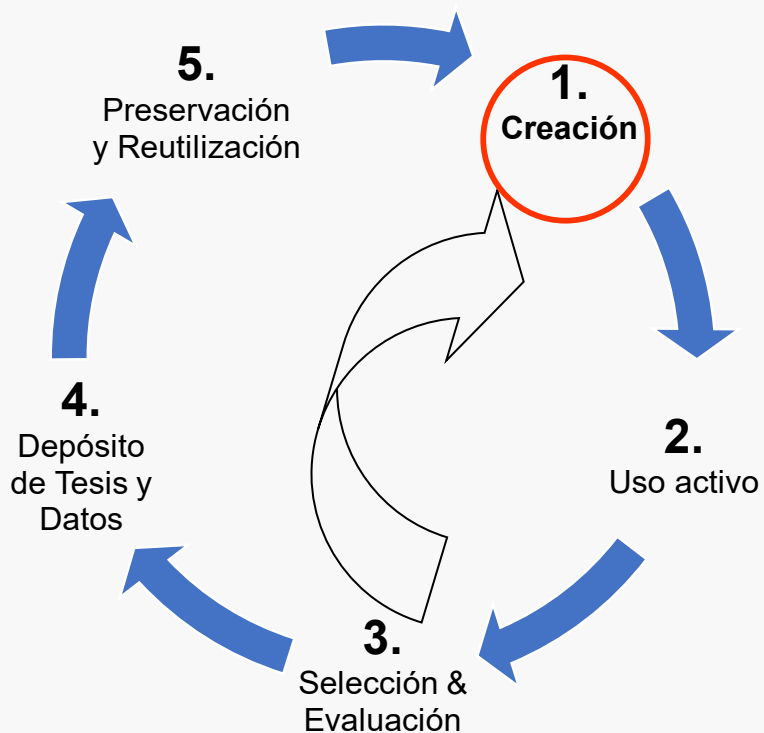 1.
Creación
2.
Uso activo
3.
Selección &
Evaluación
4.
Depósito
de Tesis y
Datos
5.
Preservación
y Reutilización